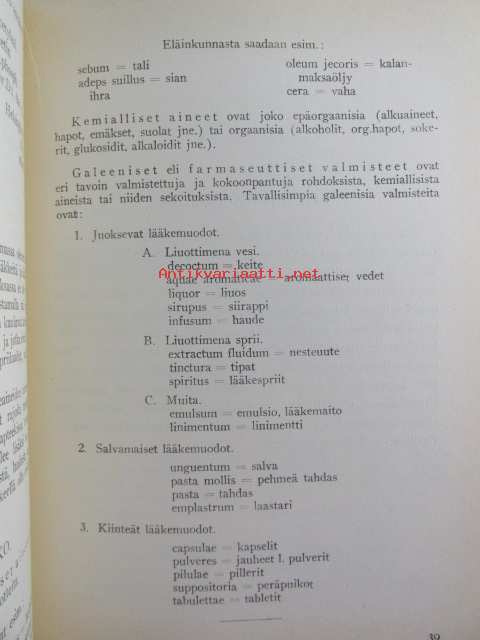 Eläinkunnasta saadaan esim.:
sebum = tali
adeps suillus = sian
ihra
oleum jecoris = kalan-
maksaöljy
cera = vaha
Kemialliset aineet ovat joko epäorgaanisia (alkuaineet,
hapot, emäkset, suolat jne.) tai orgaanisia (alkoholit, org.hapot, soke-
rit, glukosidit, alkaloidit jne.).
Galeeniset eli farmaseuttiset valmisteet ovat
eri tavoin valmistettuja ja kokoonpantuja rohdoksista, kemiallisista
aineista tai niiden sekoituksista. Tavallisimpia galeenisia valmisteita
ovat:
1. Juoksevat lääkemuodot.
A. Liuottimena vesi.
decoctum = keite
Antikvariaatti.net
aquae aromaticae = aromaattiset vedet
liquor = liuos
sirupus = siirappi
infusum = haude
B. Liuottimena sprii.
extractum fluidum = nesteuute
tinctura = tipat
spiritus = lääkespriit
C. Muita.
emulsum = emulsio, lääkemaito
linimentum = linimentti
2. Salvamaiset lääkemuodot.
unguentum = salva
pasta mollis = pehmeä tahdas
pasta = tahdas
emplastrum = laastari
3. Kiinteät lääkemuodot.
capsulae = kapselit
pulveres = jauheet l. pulverit
pilulae = pillerit
suppositoria = peräpuikot
tabulettae = tabletit
39